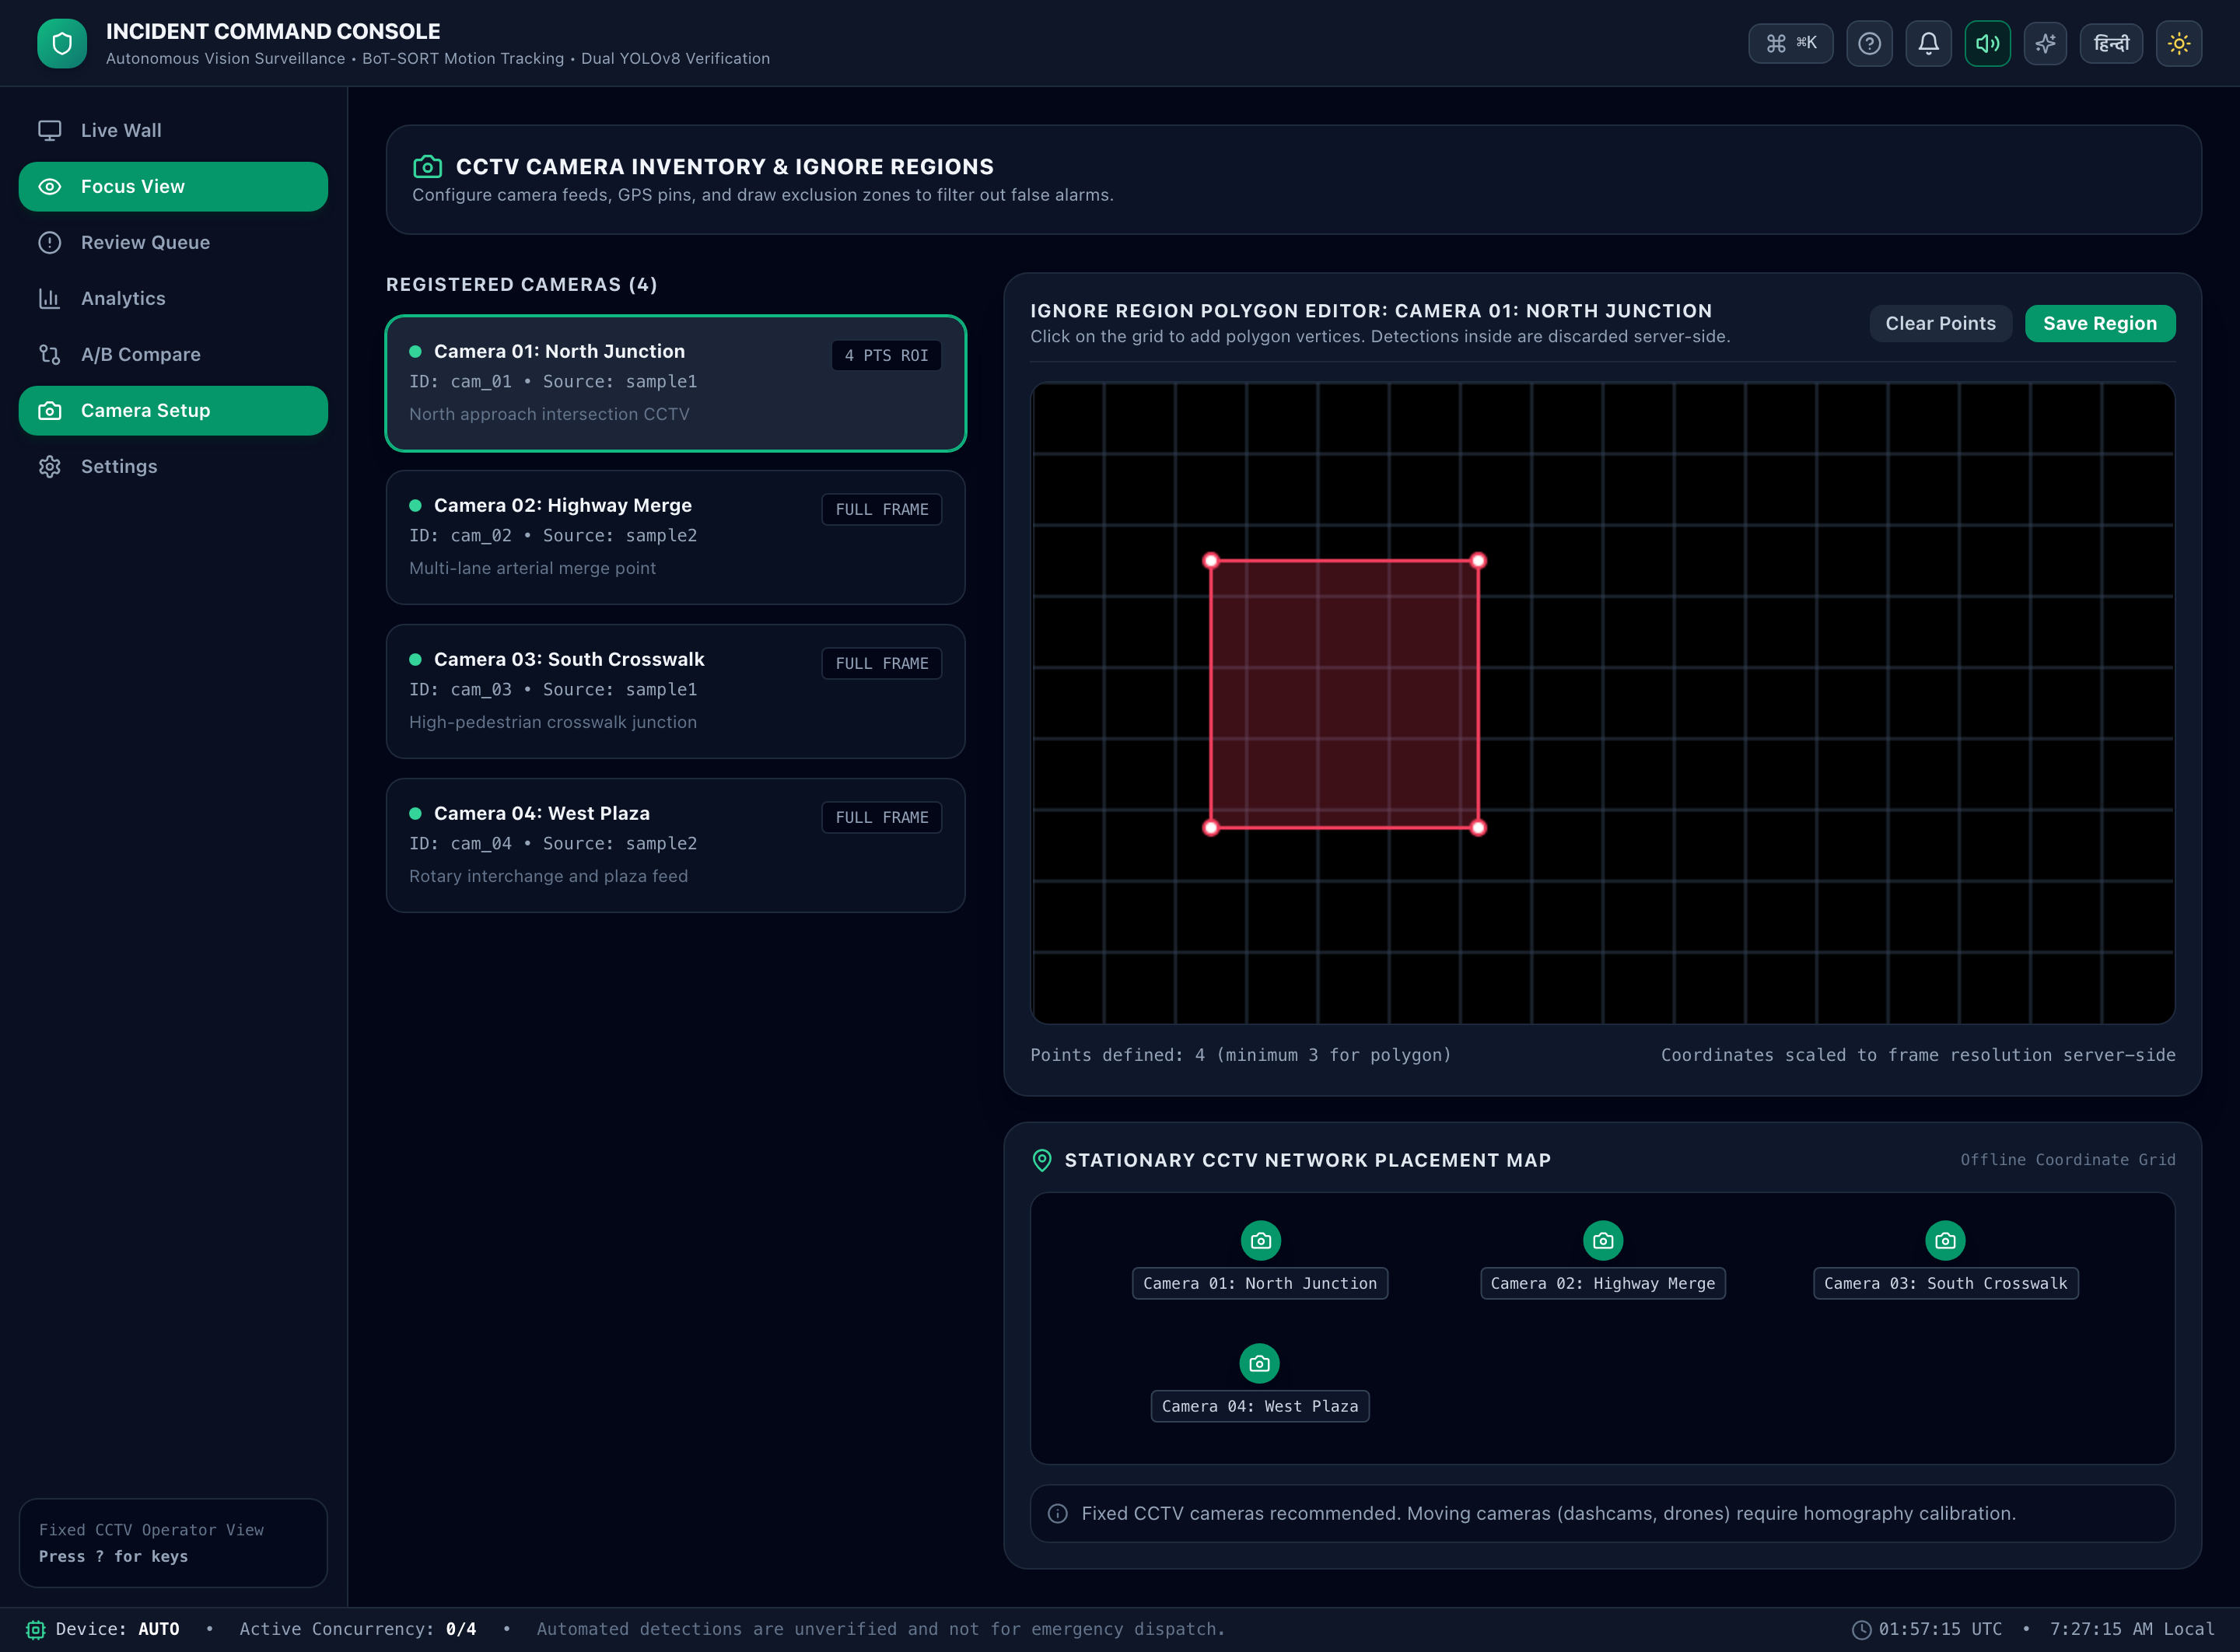 INCIDENT COMMAND CONSOLE
Autonomous Vision Surveillance • BoT-SORT Motion Tracking • Dual YOLOv8 Verification
⌘K
हिन्दी
Live Wall
Focus View
Review Queue
Analytics
A/B Compare
Camera Setup
Settings
Fixed CCTV Operator View
Press ? for keys
CCTV CAMERA INVENTORY & IGNORE REGIONS
Configure camera feeds, GPS pins, and draw exclusion zones to filter out false alarms.
REGISTERED CAMERAS (4)
Camera 01: North Junction
4 PTS ROI
ID: cam_01 • Source: sample1
North approach intersection CCTV
Camera 02: Highway Merge
FULL FRAME
ID: cam_02 • Source: sample2
Multi-lane arterial merge point
Camera 03: South Crosswalk
FULL FRAME
ID: cam_03 • Source: sample1
High-pedestrian crosswalk junction
Camera 04: West Plaza
FULL FRAME
ID: cam_04 • Source: sample2
Rotary interchange and plaza feed
IGNORE REGION POLYGON EDITOR: CAMERA 01: NORTH JUNCTION
Click on the grid to add polygon vertices. Detections inside are discarded server-side.
Clear Points
Save Region
Points defined: 4 (minimum 3 for polygon)
Coordinates scaled to frame resolution server-side
STATIONARY CCTV NETWORK PLACEMENT MAP
Offline Coordinate Grid
Camera 01: North Junction
Camera 02: Highway Merge
Camera 03: South Crosswalk
Camera 04: West Plaza
Fixed CCTV cameras recommended. Moving cameras (dashcams, drones) require homography calibration.
Device: AUTO • Active Concurrency: 0/4 • Automated detections are unverified and not for emergency dispatch.
01:57:15 UTC • 7:27:15 AM Local